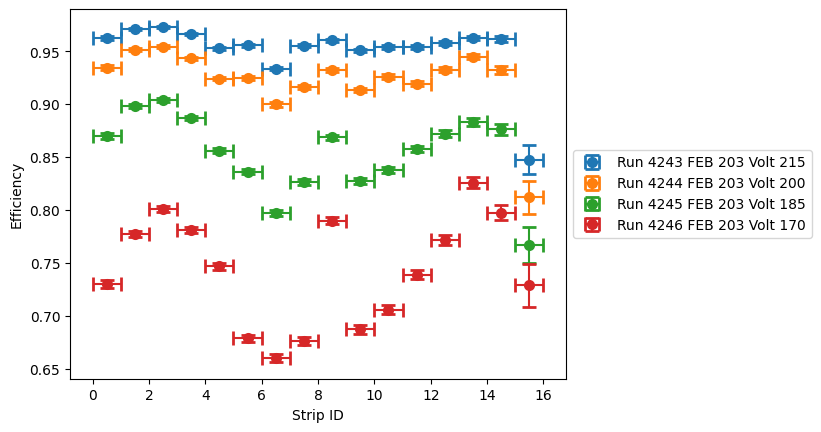 0.95
0.90
0.85
0.80
0.75
0.70
0.65
Efficiency
0 2 4 6 8 10 12 14 16
Strip ID
Run 4243 FEB 203 Volt 215
Run 4244 FEB 203 Volt 200
Run 4245 FEB 203 Volt 185
Run 4246 FEB 203 Volt 170